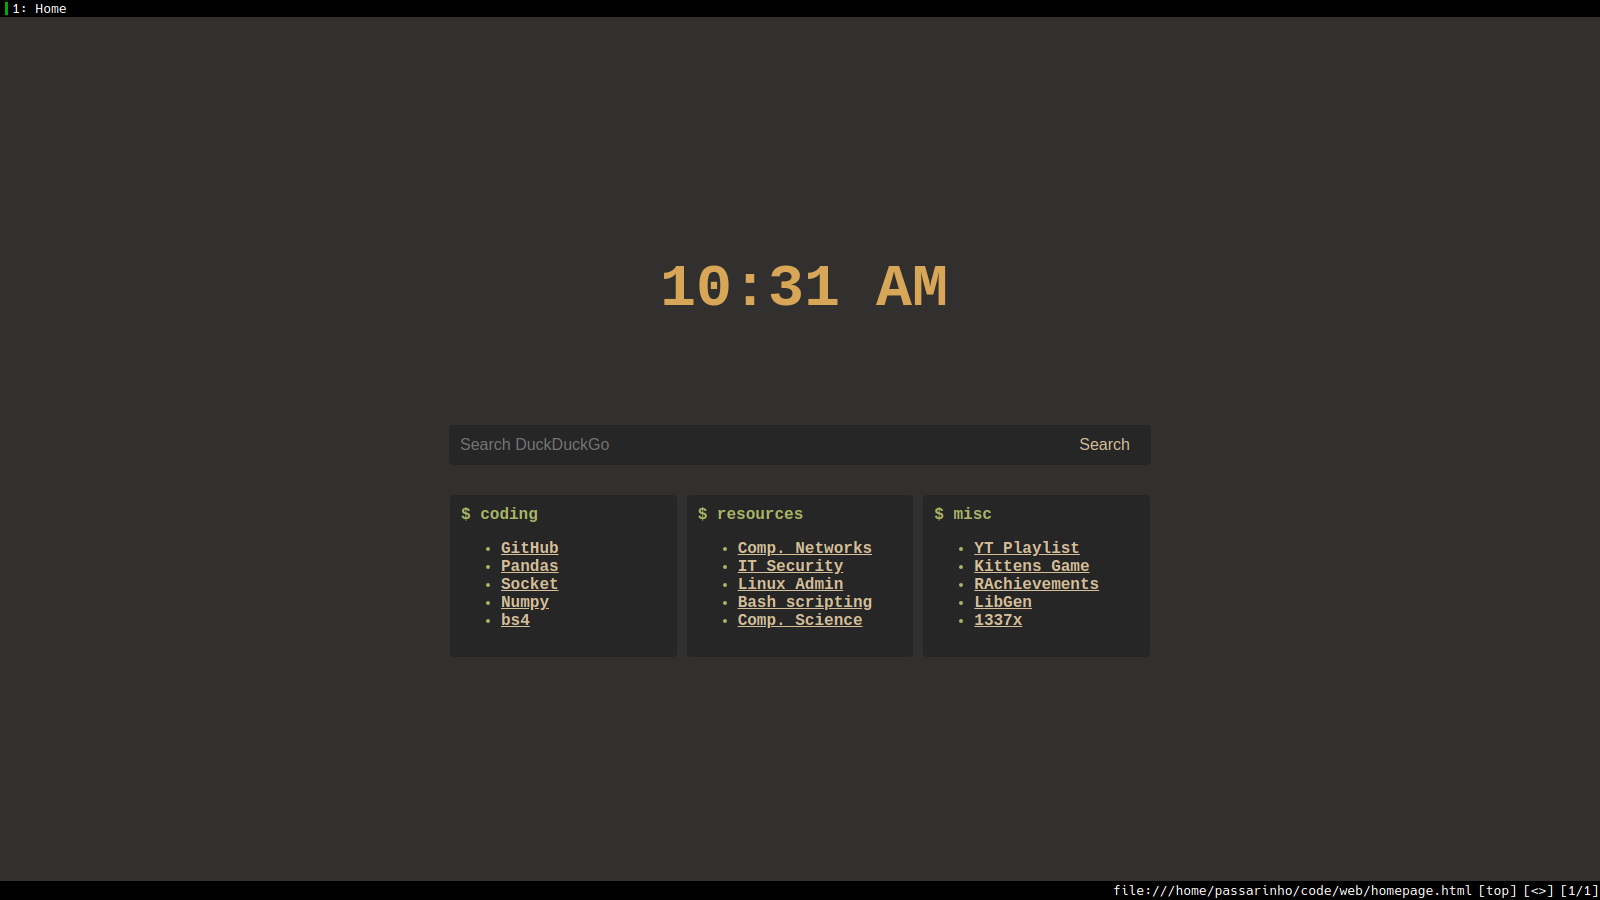 1: Home
10:31 AM
Search DuckDuckGo
Search
$ coding
GitHub
Pandas
Socket
Numpy
bs4
$ resources
Comp. Networks
IT Security
Linux Admin
Bash scripting
Comp. Science
$ misc
YT Playlist
Kittens Game
RAchievements
LibGen
1337x
file:///home/passarinho/code/web/homepage.html [top] [<>] [1/1]